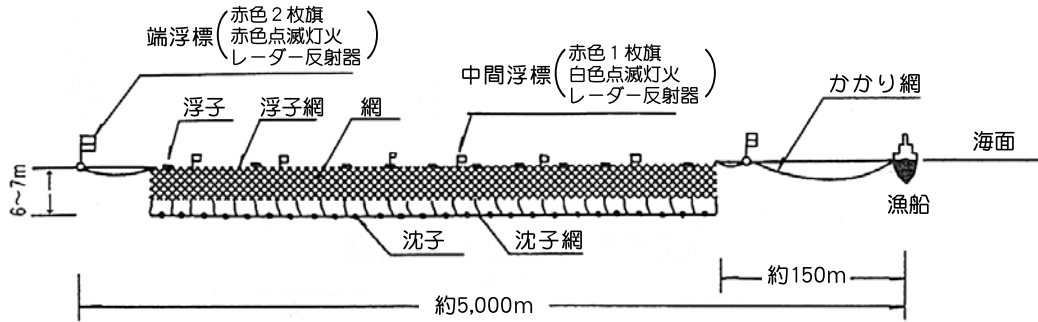 端浮標
赤色2枚旗
赤色点滅灯火
レーダー反射器
中間浮標
赤色1枚旗
白色点滅灯火
レーダー反射器
浮子
浮子網
網
かかり網
海面
6~7m
漁船
沈子
沈子網
約150m
約5,000m